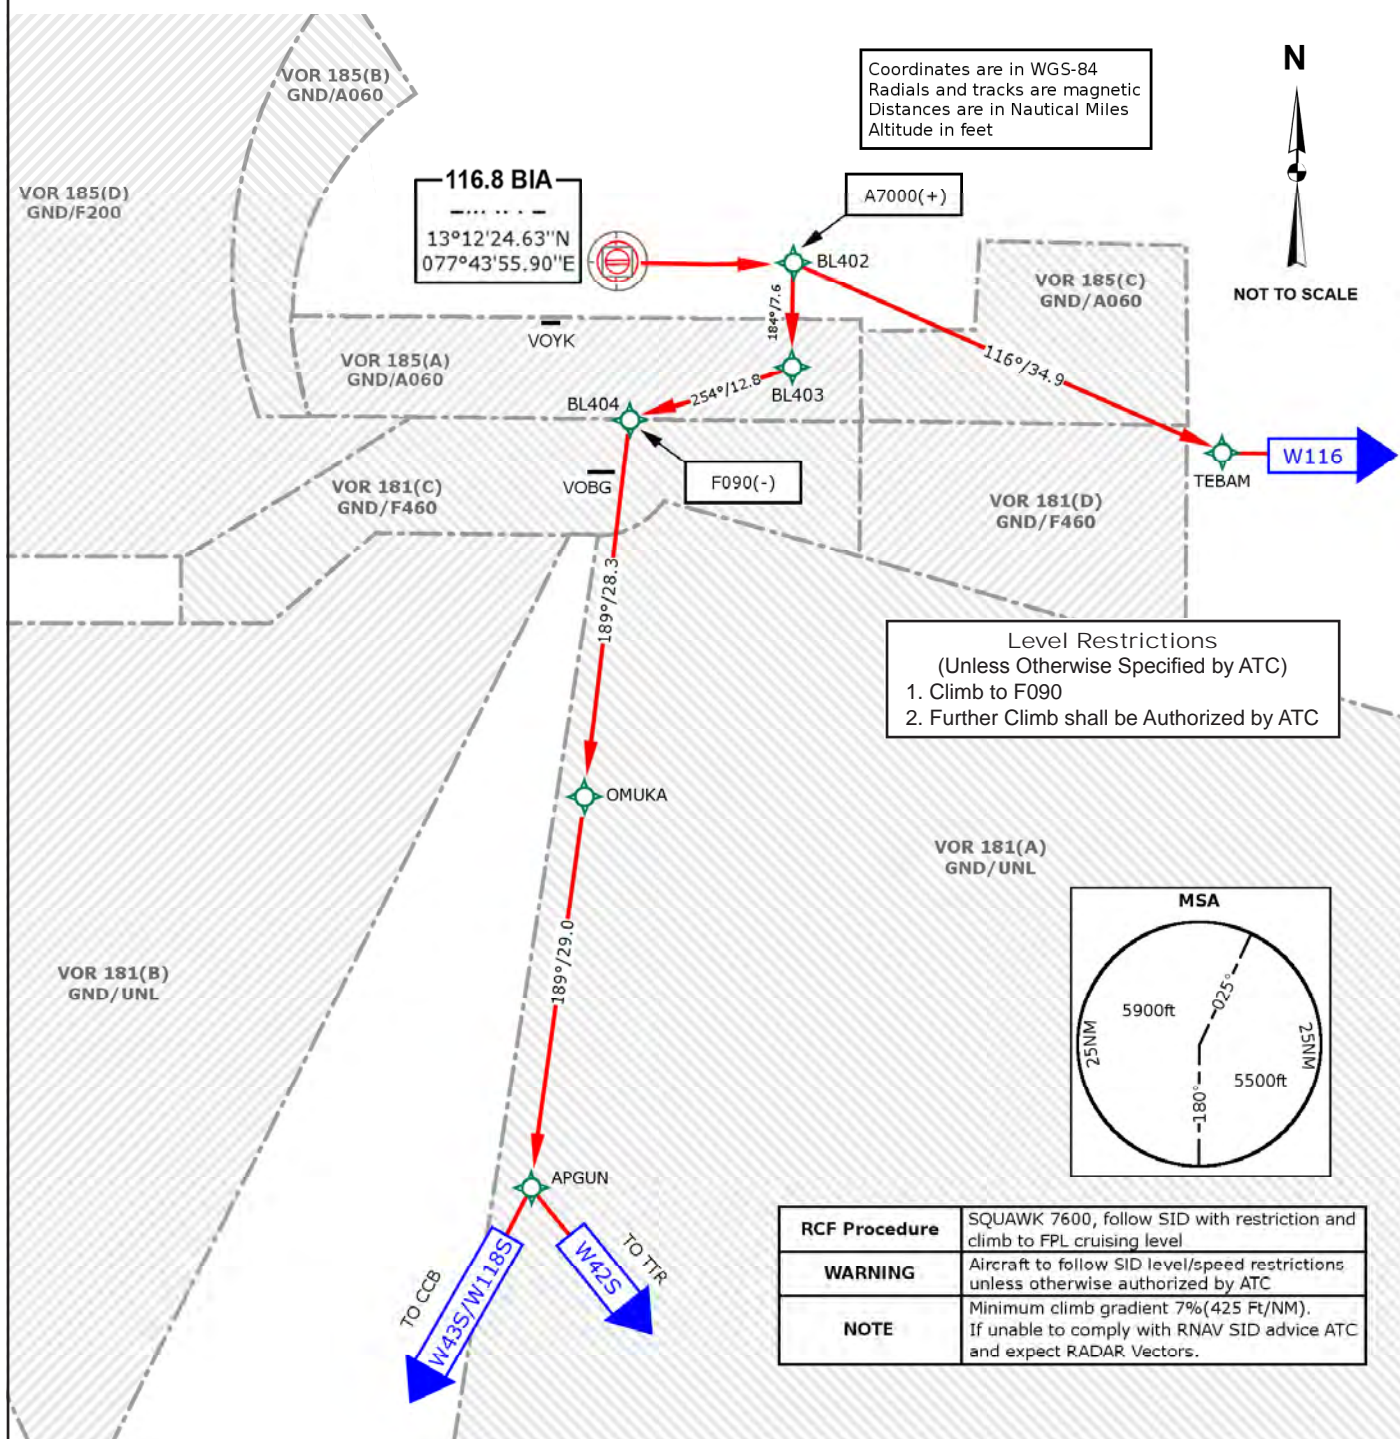 VOR 185(B)
GND/A060
Coordinates are in WGS-84
Radials and tracks are magnetic
Distances are in Nautical Miles
Altitude in feet
N
NOT TO SCALE
VOR 185(D)
GND/F200
116.8 BIA
13°12'24.63"N
077°43'55.90"E
A7000(+)
BL402
VOR 185(C)
GND/A060
184°/7.6
VOYK
VOR 185(A)
GND/A060
116°/34.9
254°/12.8
BL403
BL404
W116
TEBAM
VOBG
F090(-)
VOR 181(C)
GND/F460
VOR 181(D)
GND/F460
189°/28.3
Level Restrictions
(Unless Otherwise Specified by ATC)
1. Climb to F090
2. Further Climb shall be Authorized by ATC
OMUKA
VOR 181(A)
GND/UNL
VOR 181(B)
GND/UNL
189°/29.0
MSA
5900ft
025°
25NM
25NM
5500ft
180°
APGUN
TO CCB
W43S/W118S
W42S
TO TTR
RCF Procedure
SQUAWK 7600, follow SID with restriction and
climb to FPL cruising level
WARNING
Aircraft to follow SID level/speed restrictions
unless otherwise authorized by ATC
NOTE
Minimum climb gradient 7%(425 Ft/NM).
If unable to comply with RNAV SID advice ATC
and expect RADAR Vectors.